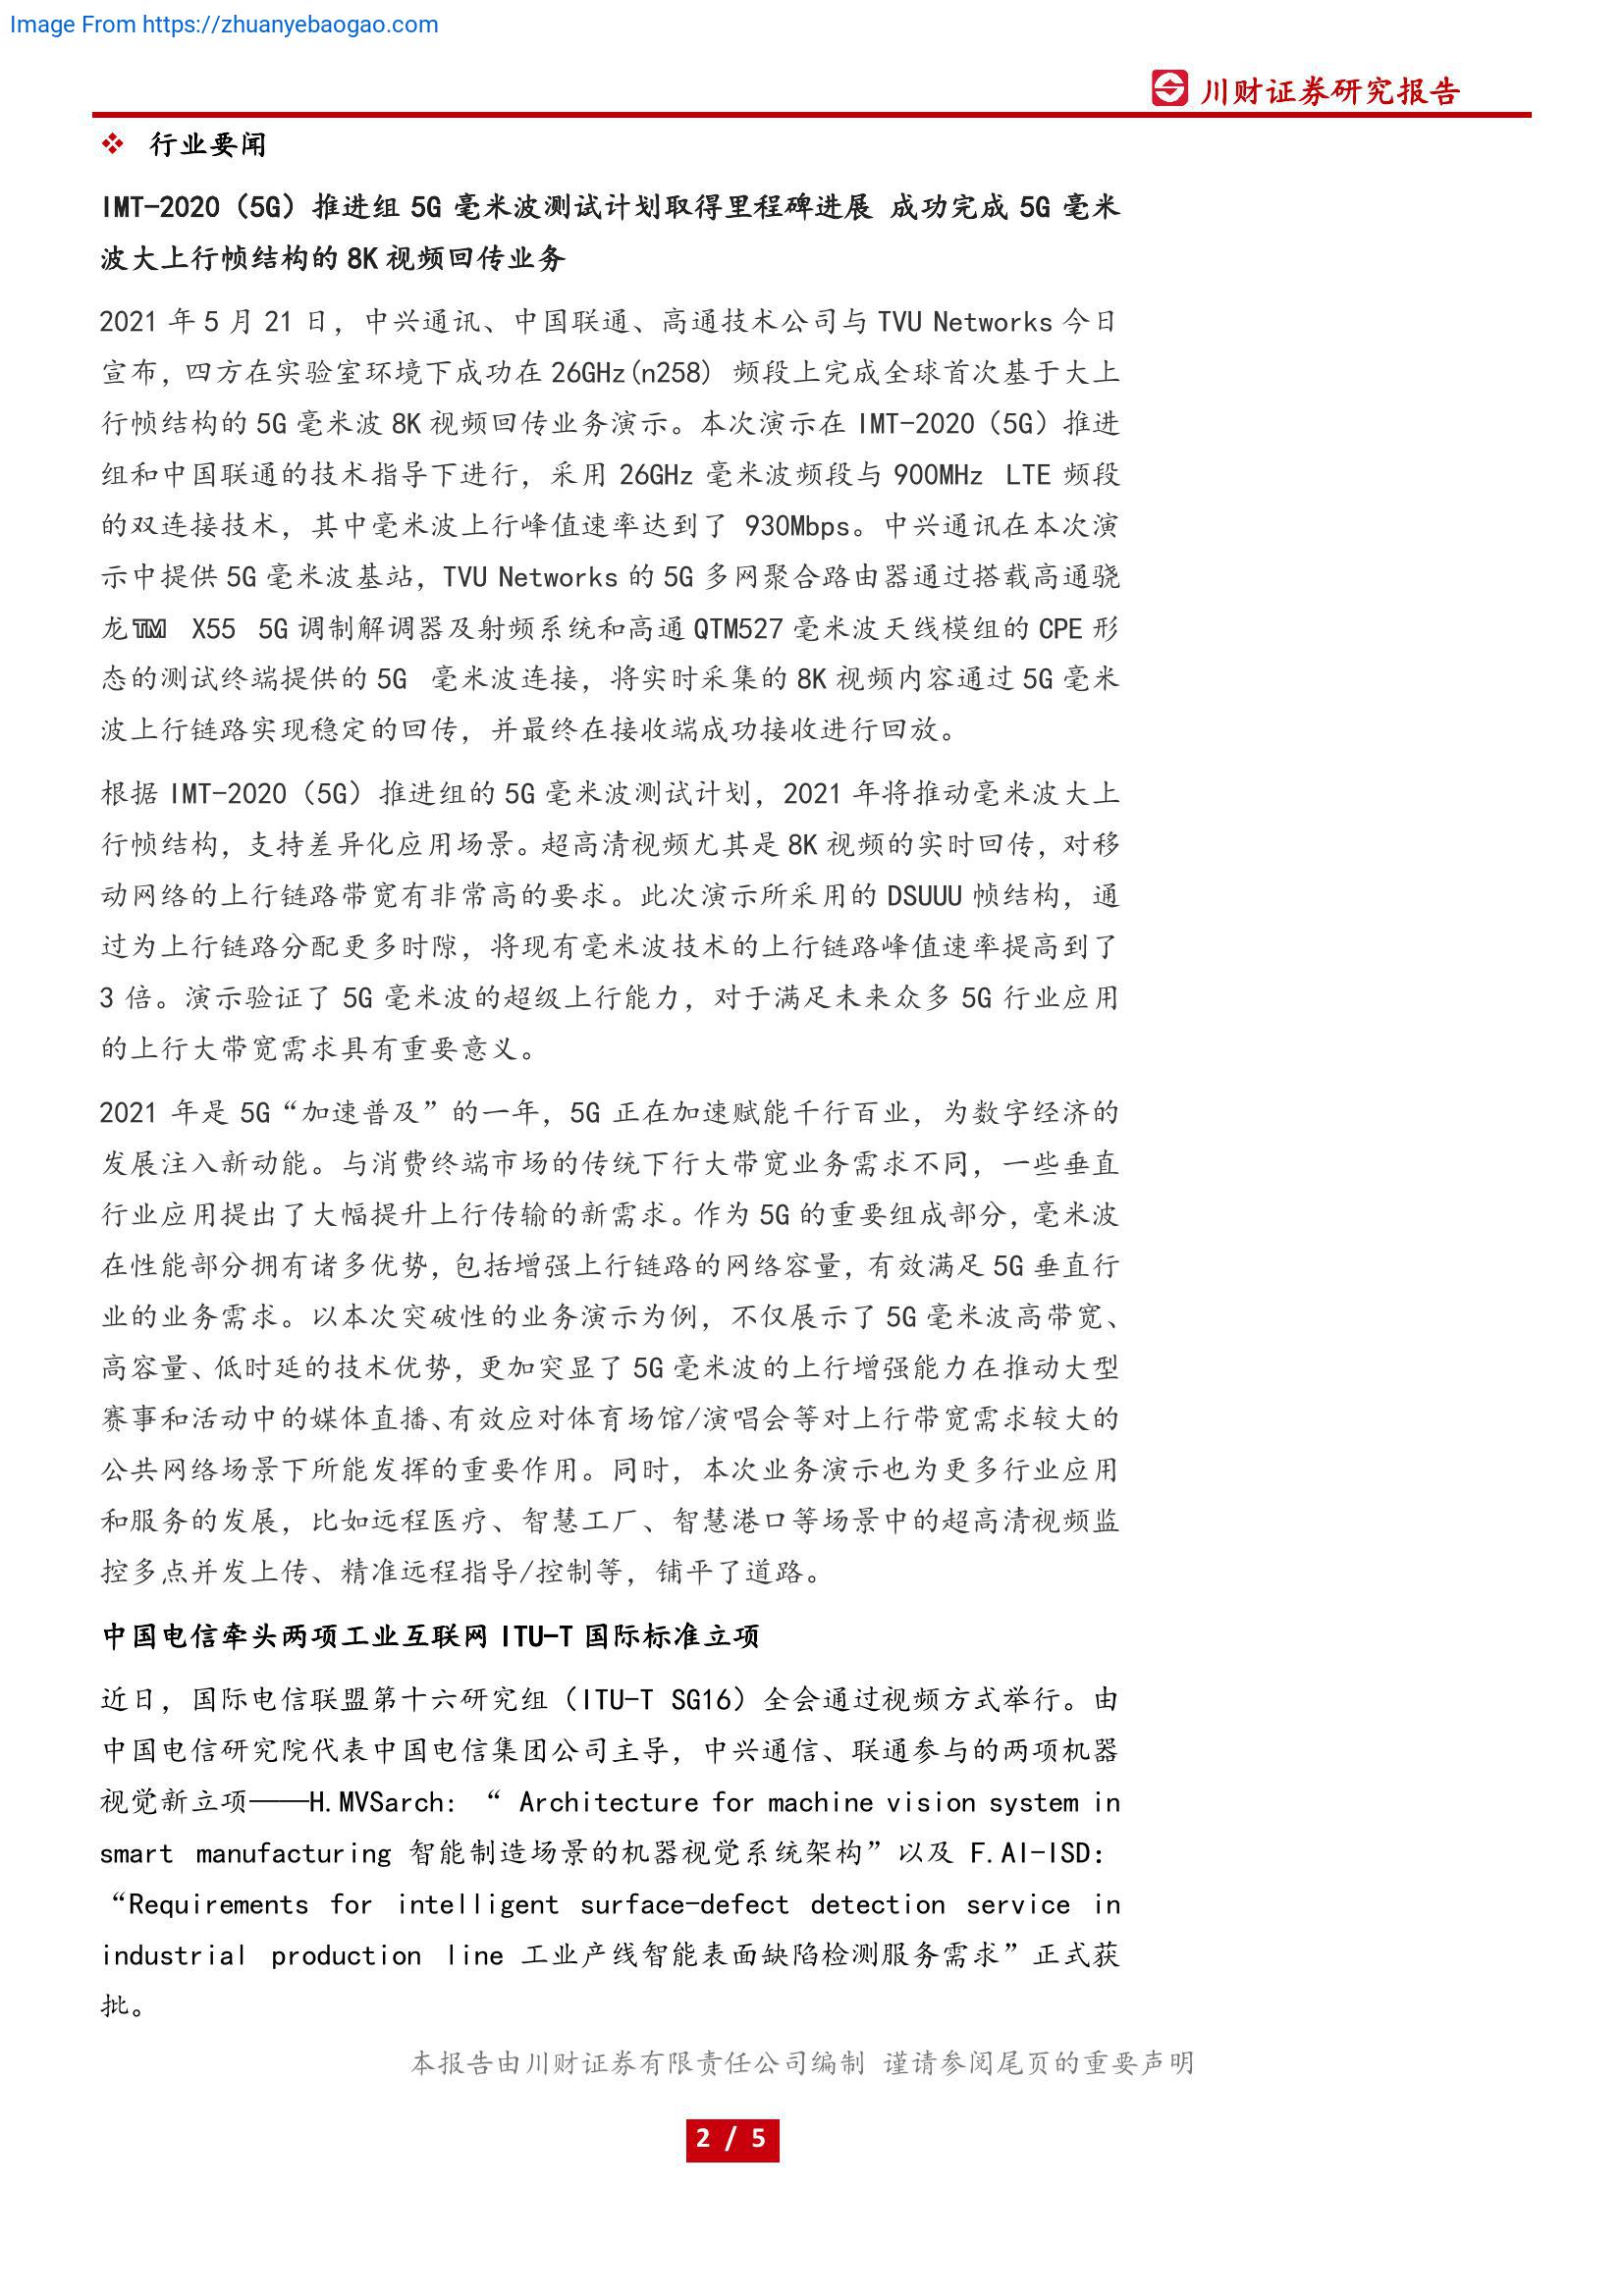 Image From https://zhuanyebaogao.com
川财证券研究报告
行业要闻
IMT-2020（5G）推进组 5G 毫米波测试计划取得里程碑进展 成功完成 5G 毫米
波大上行帧结构的 8K 视频回传业务
2021 年 5 月 21 日，中兴通讯、中国联通、高通技术公司与 TVU Networks 今日
宣布，四方在实验室环境下成功在 26GHz(n258) 频段上完成全球首次基于大上
行帧结构的 5G 毫米波 8K 视频回传业务演示。本次演示在 IMT-2020（5G）推进
组和中国联通的技术指导下进行，采用 26GHz 毫米波频段与 900MHz LTE 频段
的双连接技术，其中毫米波上行峰值速率达到了 930Mbps。中兴通讯在本次演
示中提供 5G 毫米波基站，TVU Networks 的 5G 多网聚合路由器通过搭载高通骁
龙™ X55 5G 调制解调器及射频系统和高通 QTM527 毫米波天线模组的 CPE 形
态的测试终端提供的 5G 毫米波连接，将实时采集的 8K 视频内容通过 5G 毫米
波上行链路实现稳定的回传，并最终在接收端成功接收进行回放。
根据 IMT-2020（5G）推进组的 5G 毫米波测试计划，2021 年将推动毫米波大上
行帧结构，支持差异化应用场景。超高清视频尤其是 8K 视频的实时回传，对移
动网络的上行链路带宽有非常高的要求。此次演示所采用的 DSUUU 帧结构，通
过为上行链路分配更多时隙，将现有毫米波技术的上行链路峰值速率提高到了
3 倍。演示验证了 5G 毫米波的超级上行能力，对于满足未来众多 5G 行业应用
的上行大带宽需求具有重要意义。
2021 年是 5G“加速普及”的一年，5G 正在加速赋能千行百业，为数字经济的
发展注入新动能。与消费终端市场的传统下行大带宽业务需求不同，一些垂直
行业应用提出了大幅提升上行传输的新需求。作为 5G 的重要组成部分，毫米波
在性能部分拥有诸多优势，包括增强上行链路的网络容量，有效满足 5G 垂直行
业的业务需求。以本次突破性的业务演示为例，不仅展示了 5G 毫米波高带宽、
高容量、低时延的技术优势，更加突显了 5G 毫米波的上行增强能力在推动大型
赛事和活动中的媒体直播、有效应对体育场馆/演唱会等对上行带宽需求较大的
公共网络场景下所能发挥的重要作用。同时，本次业务演示也为更多行业应用
和服务的发展，比如远程医疗、智慧工厂、智慧港口等场景中的超高清视频监
控多点并发上传、精准远程指导/控制等，铺平了道路。
中国电信牵头两项工业互联网 ITU-T 国际标准立项
近日，国际电信联盟第十六研究组（ITU-T SG16）全会通过视频方式举行。由
中国电信研究院代表中国电信集团公司主导，中兴通信、联通参与的两项机器
视觉新立项——H.MVSarch: “ Architecture for machine vision system in
smart manufacturing 智能制造场景的机器视觉系统架构”以及 F.AI-ISD:
“Requirements for intelligent surface-defect detection service in
industrial production line 工业产线智能表面缺陷检测服务需求”正式获
批。
本报告由川财证券有限责任公司编制 谨请参阅尾页的重要声明
2 / 5